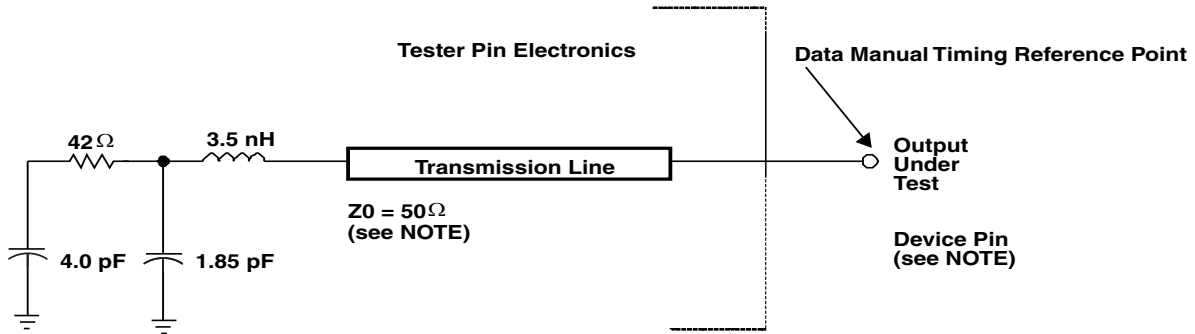 Tester Pin Electronics
Data Manual Timing Reference Point
42Ω
3.5 nH
Transmission Line
Output
Under
Test
Z0 = 50Ω
(see NOTE)
Device Pin
(see NOTE)
4.0 pF
1.85 pF